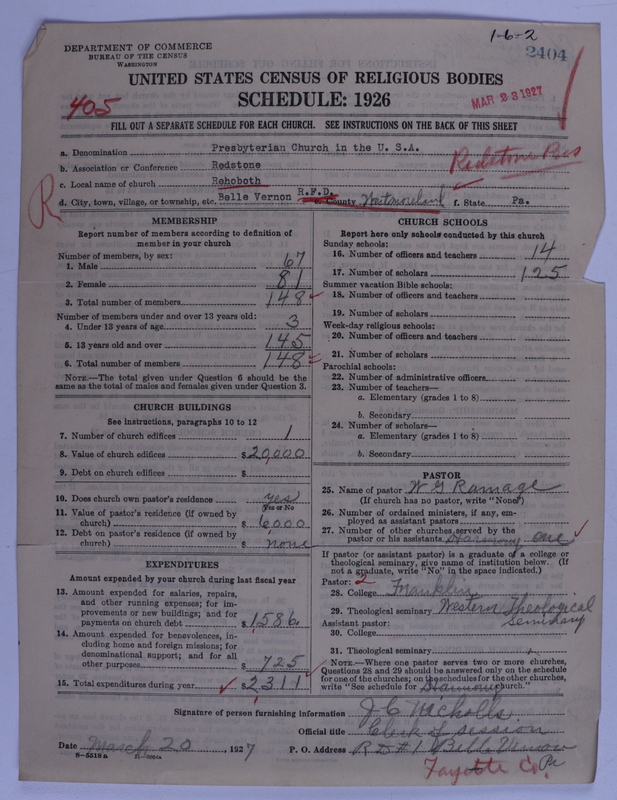 1-6-2
DEPARTMENT OF COMMERCE
BUREAU OF THE CENSUS
WASHINGTON
2404
UNITED STATES CENSUS OF RELIGIOUS BODIES
SCHEDULE: 1926
405
MAR 23 1927
FILL OUT A SEPARATE SCHEDULE FOR EACH CHURCH. SEE INSTRUCTIONS ON THE BACK OF THIS SHEET
a. Denomination Presbyterian Church in the U. S.A.
b. Association or Conference Redstone
Redstone Pres
c. Local name of church Rehoboth
R
d. City, town, village, or township, etc. Belle Vernon R.F.D. e. County Westmoreland f. State Pa.
MEMBERSHIP
Report number of members according to definition of
member in your church
Number of members, by sex:
1. Male 67
2. Female 81
3. Total number of members 148
Number of members under and over 13 years old:
4. Under 13 years of age 3
5. 13 years old and over 145
6. Total number of members 148
NOTE.—The total given under Question 6 should be the
same as the total of males and females given under Question 3.
CHURCH BUILDINGS
See instructions, paragraphs 10 to 12
7. Number of church edifices 1
8. Value of church edifices $20,000
9. Debt on church edifices $
10. Does church own pastor's residence yes
Yes or No
11. Value of pastor's residence (if owned by
church) $6000
12. Debt on pastor's residence (if owned by
church) $ none
EXPENDITURES
Amount expended by your church during last fiscal year
13. Amount expended for salaries, repairs,
and other running expenses; for im-
provements or new buildings; and for
payments on church debt $1586
14. Amount expended for benevolences, in-
cluding home and foreign missions; for
denominational support; and for all
other purposes $725
15. Total expenditures during year $2311
CHURCH SCHOOLS
Report here only schools conducted by this church
Sunday schools:
16. Number of officers and teachers 14
17. Number of scholars 125
Summer vacation Bible schools:
18. Number of officers and teachers
19. Number of scholars
Week-day religious schools:
20. Number of officers and teachers
21. Number of scholars
Parochial schools:
22. Number of administrative officers
23. Number of teachers—
a. Elementary (grades 1 to 8)
b. Secondary
24. Number of scholars—
a. Elementary (grades 1 to 8)
b. Secondary
PASTOR
25. Name of pastor W G Ramage
(If church has no pastor, write "None")
26. Number of ordained ministers, if any, em-
ployed as assistant pastors
27. Number of other churches served by the
pastor or his assistants Harmony one
If pastor (or assistant pastor) is a graduate of a college or
theological seminary, give name of institution below. (If
not a graduate, write "No" in the space indicated.)
Pastor: 2
28. College Franklin
29. Theological seminary Western Theological
Seminary
Assistant pastor:
30. College
31. Theological seminary
NOTE.—Where one pastor serves two or more churches,
Questions 28 and 29 should be answered only on the schedule
for one of the churches; on the schedules for the other churches,
write "See schedule for Harmony church."
Signature of person furnishing information J C Nicholls
Official title Clerk of session
Date March 20, 1927 P. O. Address R D #1 Belle Vernon
Pa
8-5518a
Fayette Co.